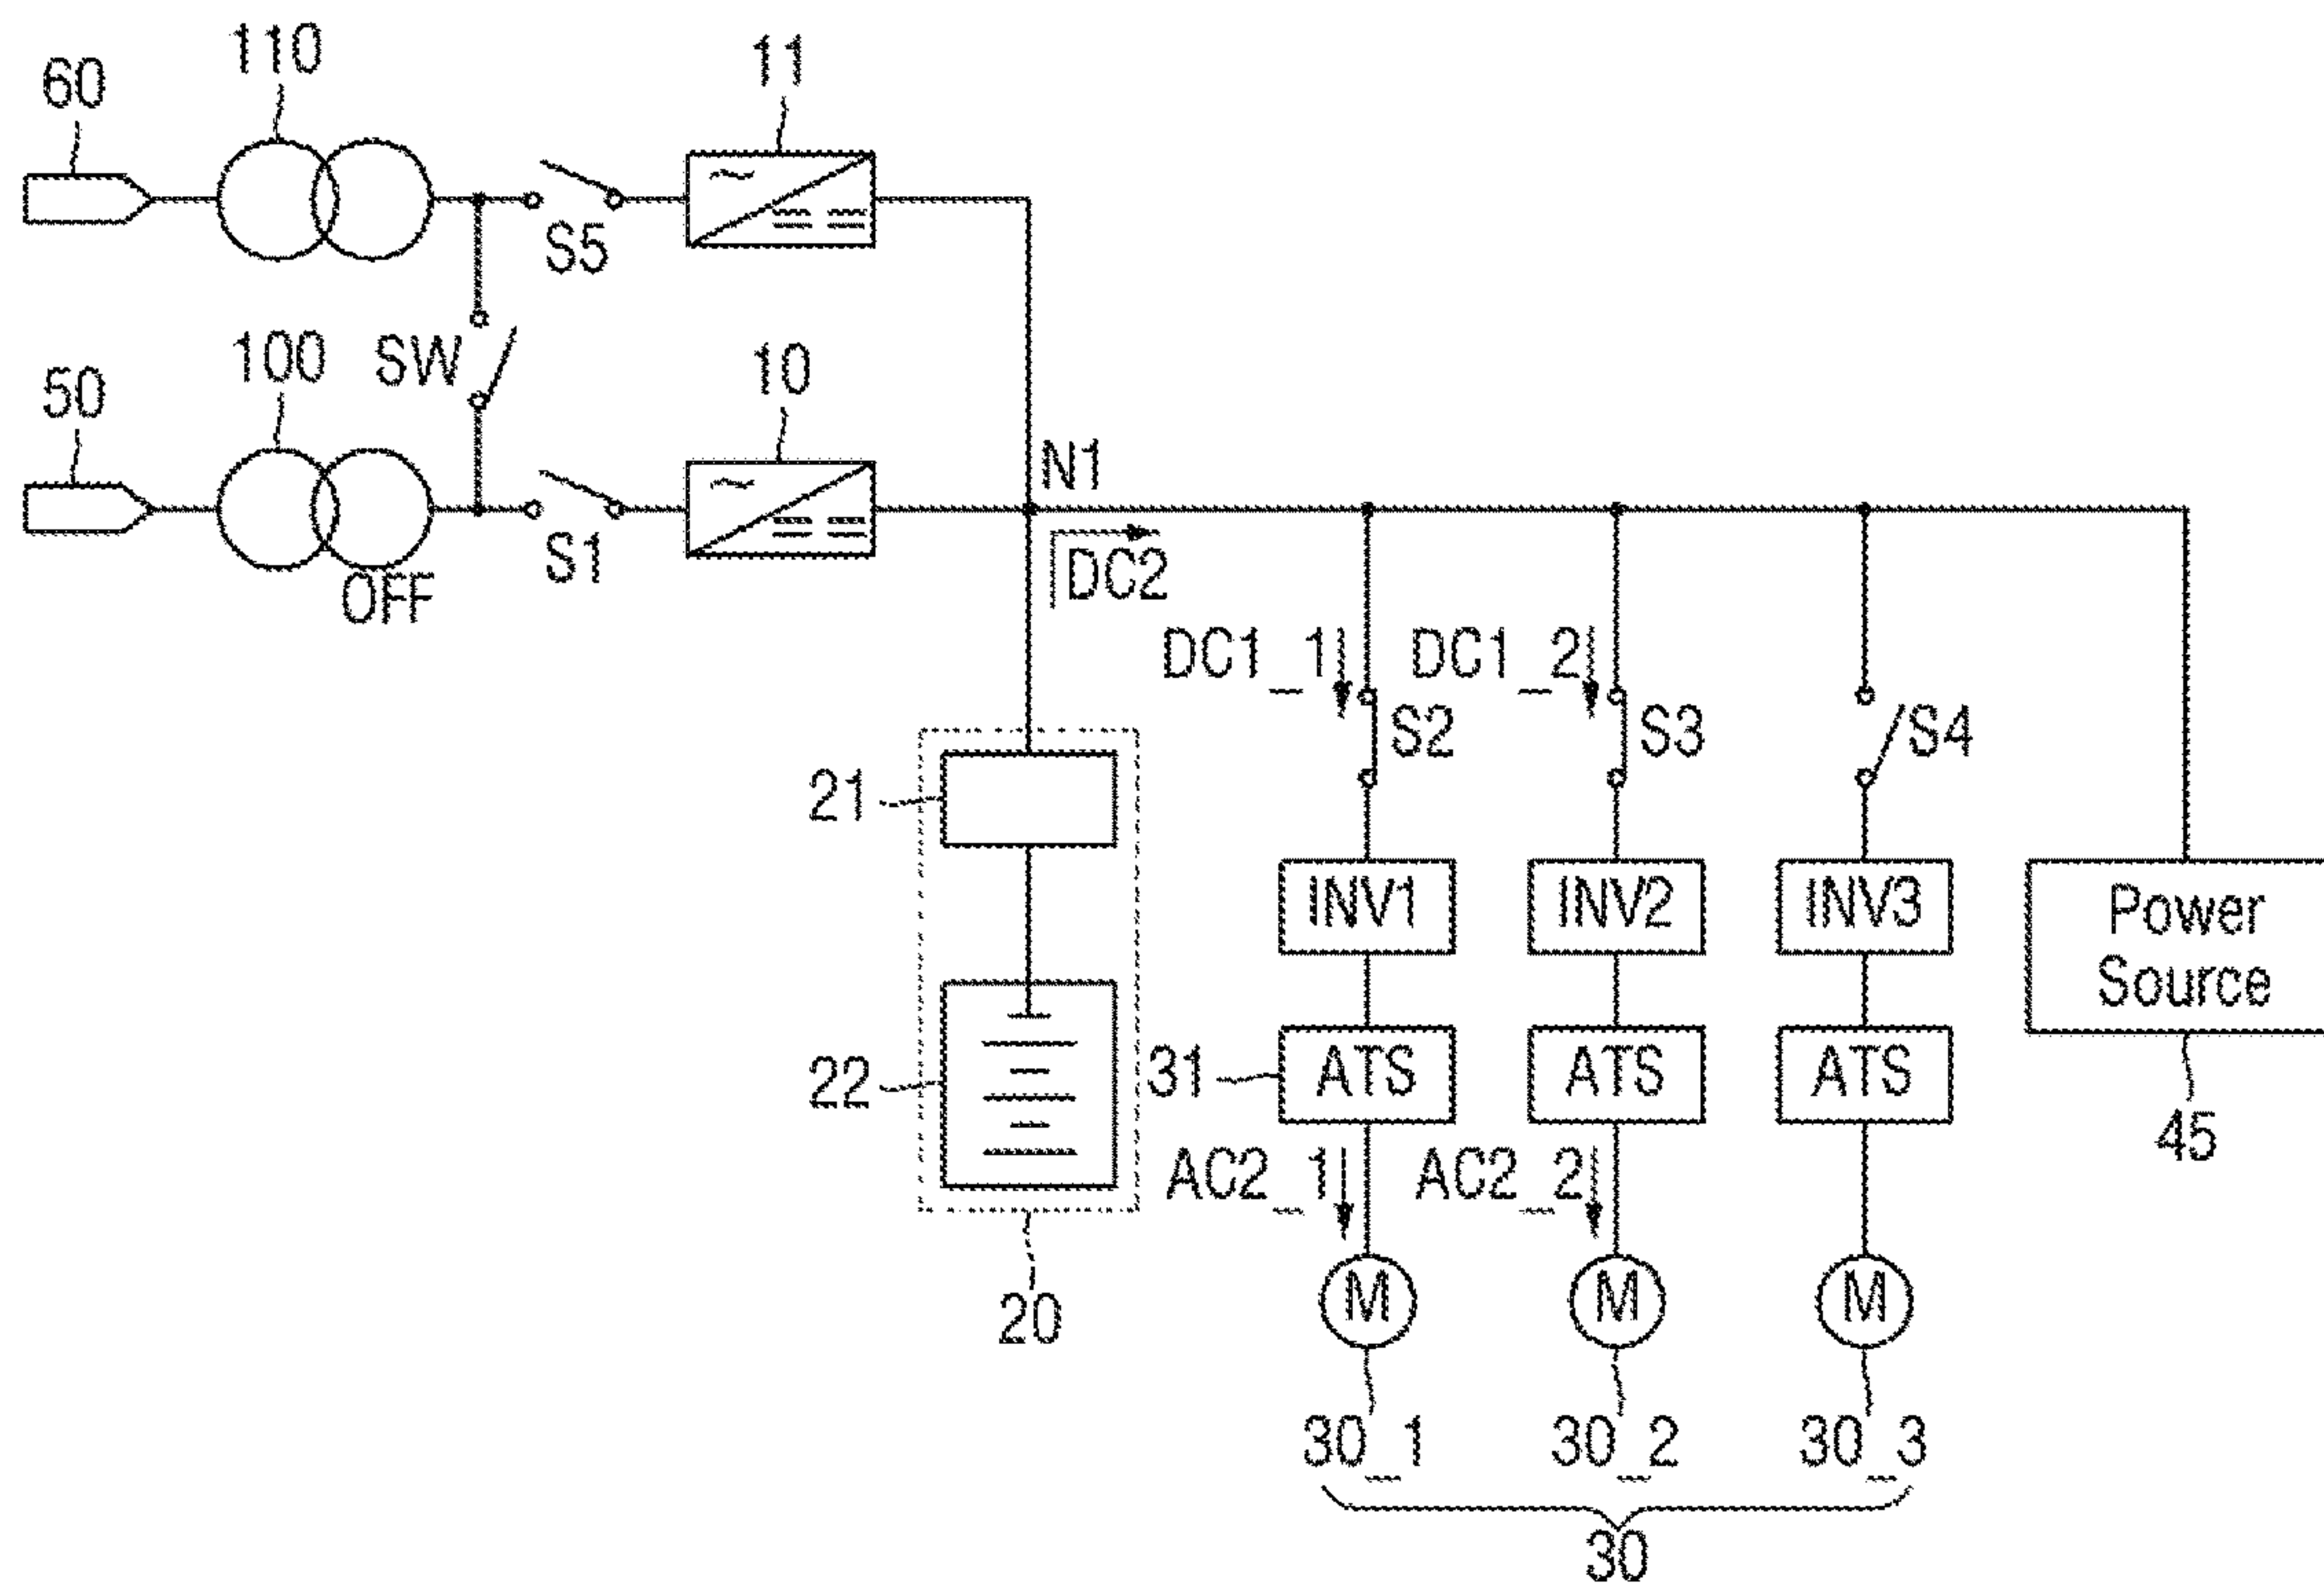 110
60
11
S5
100
SW
10
50
N1
S1
OFF
DC2
DC1_1
DC1_2
S2
S3
S4
21
INV1
INV2
INV3
Power
Source
22
31
ATS
ATS
ATS
45
AC2_1
AC2_2
20
M
M
M
30_1
30_2
30_3
30